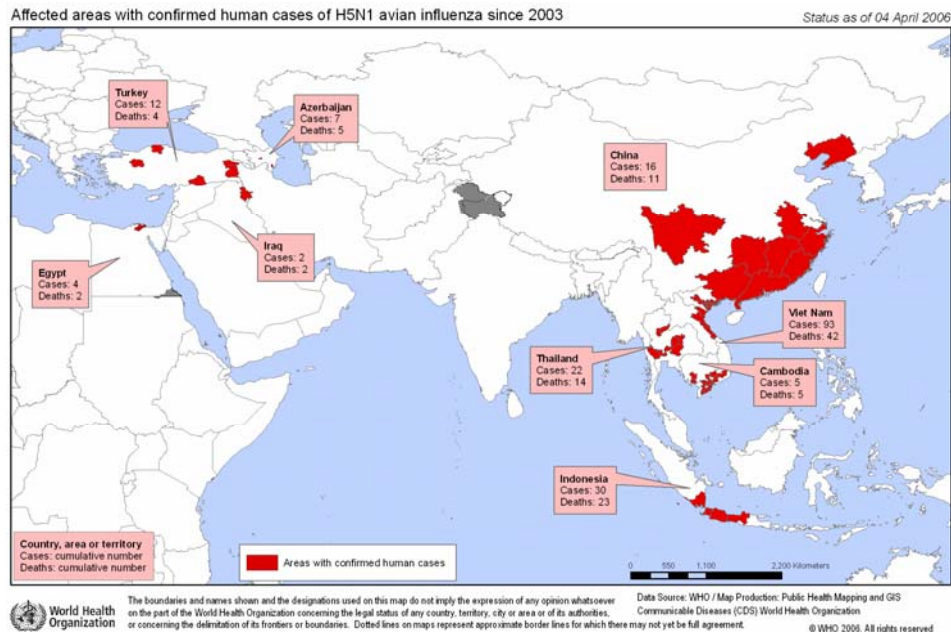 Affected areas with confirmed human cases of H5N1 avian influenza since 2003
Status as of 04 April 2006
Turkey
Cases: 12
Deaths: 4
Azerbaijan
Cases: 7
Deaths: 5
China
Cases: 16
Deaths: 11
Iraq
Cases: 2
Deaths: 2
Egypt
Cases: 4
Deaths: 2
Viet Nam
Cases: 93
Deaths: 42
Thailand
Cases: 22
Deaths: 14
Cambodia
Cases: 5
Deaths: 5
Indonesia
Cases: 30
Deaths: 23
Country, area or territory
Cases: cumulative number
Deaths: cumulative number
Areas with confirmed human cases
0 550 1,100 2,200 Kilometers
World Health
Organization
The boundaries and names shown and the designations used on this map do not imply the expression of any opinion whatsoever
on the part of the World Health Organization concerning the legal status of any country, territory, city or area or of its authorities,
or concerning the delimitation of its frontiers or boundaries. Dotted lines on maps represent approximate border lines for which there may not yet be full agreement.
Data Source: WHO / Map Production: Public Health Mapping and GIS
Communicable Diseases (CDS) World Health Organization
© WHO 2006. All rights reserved